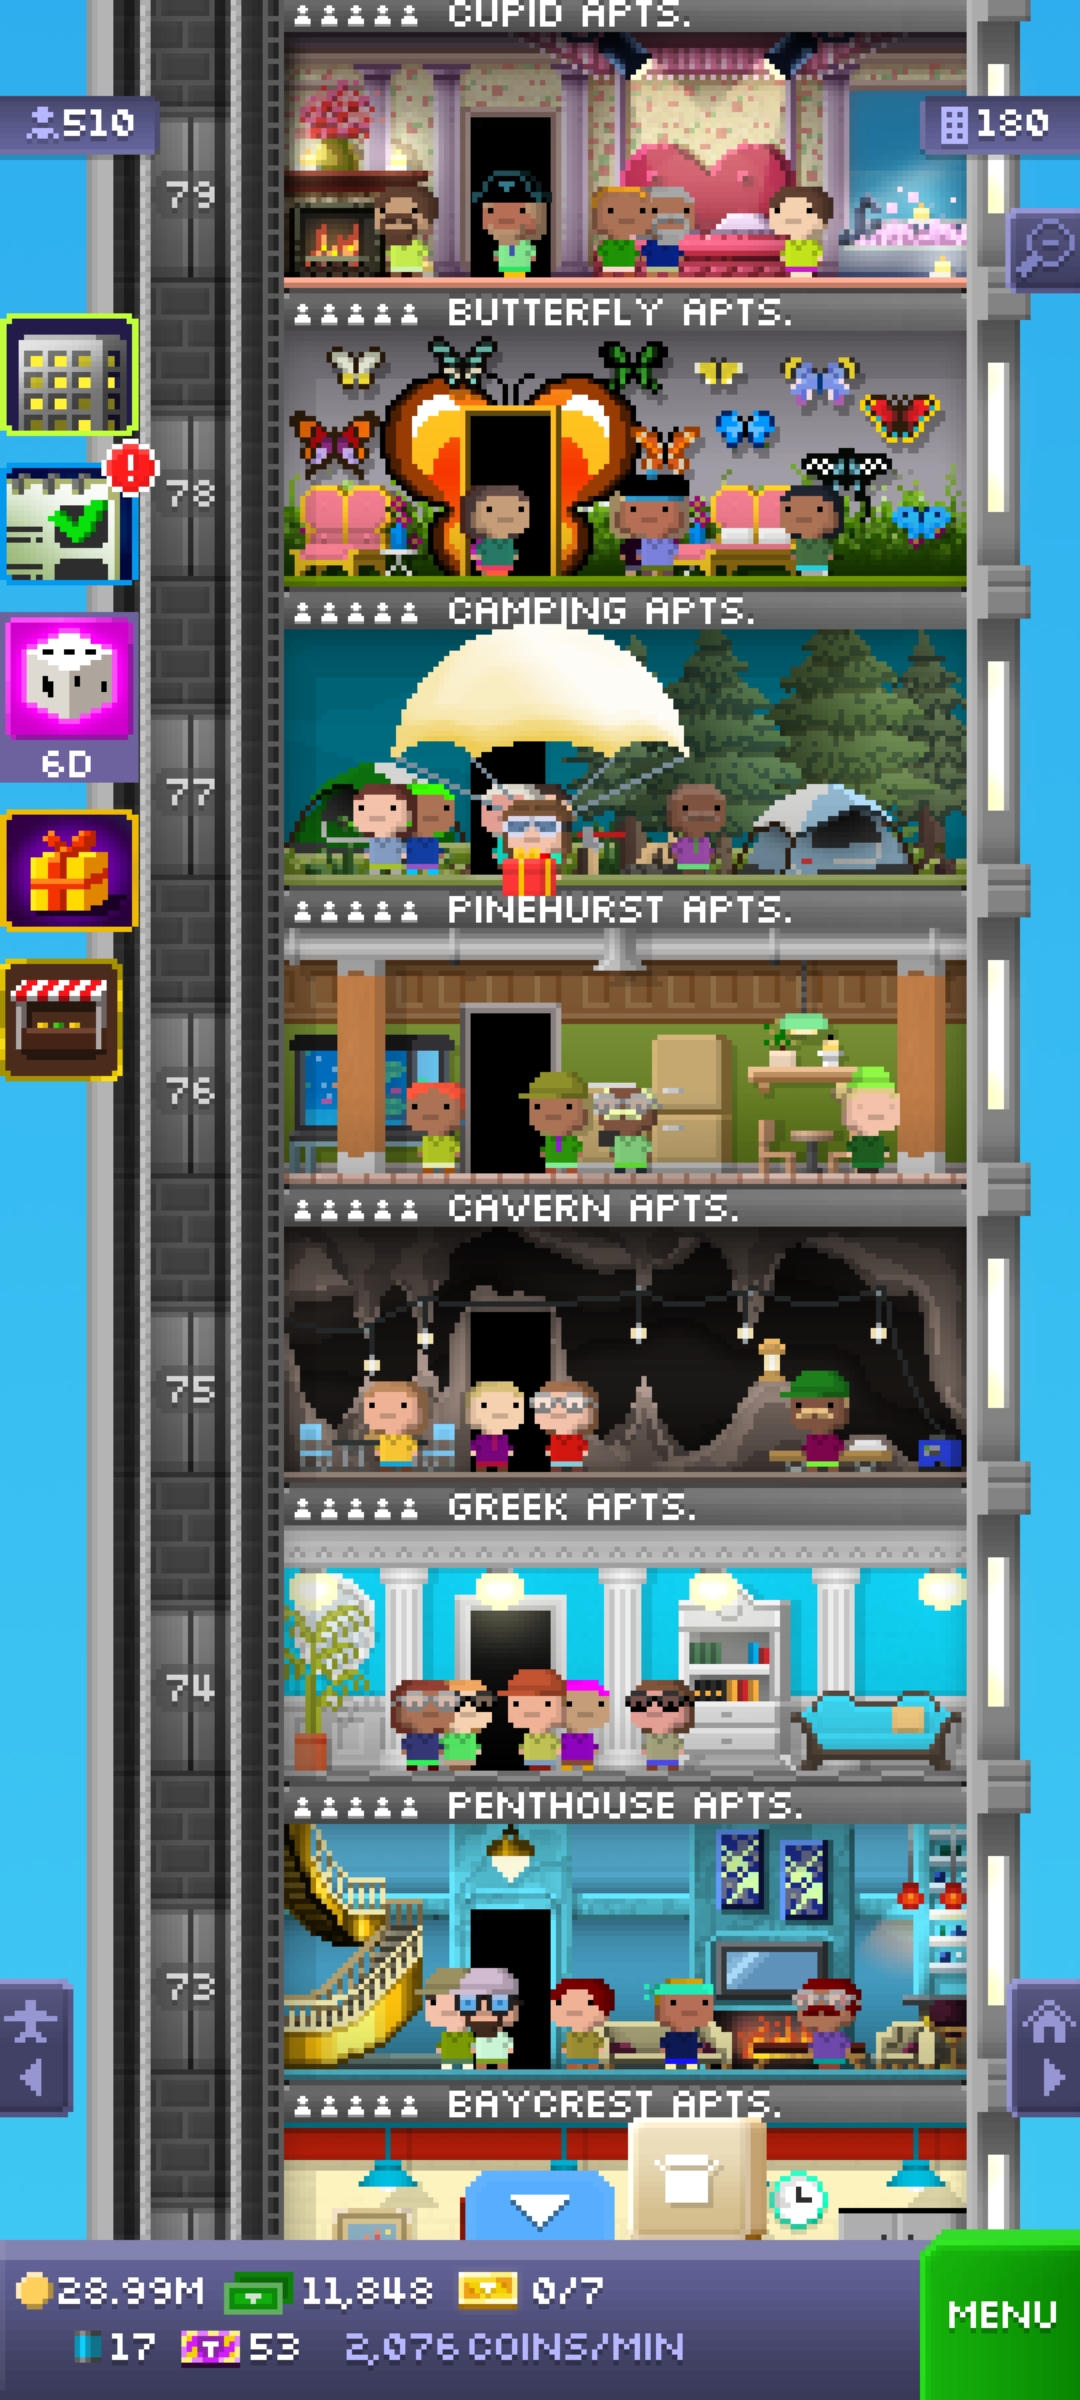 CUPID APTS.
510
180
79
BUTTERFLY APTS.
!
78
CAMPING APTS.
6D
77
PINEHURST APTS.
76
CAVERN APTS.
75
GREEK APTS.
74
PENTHOUSE APTS.
73
BAYCREST APTS.
28.99M 11,848 0/7
MENU
17 T 53 2,076 COINS/MIN